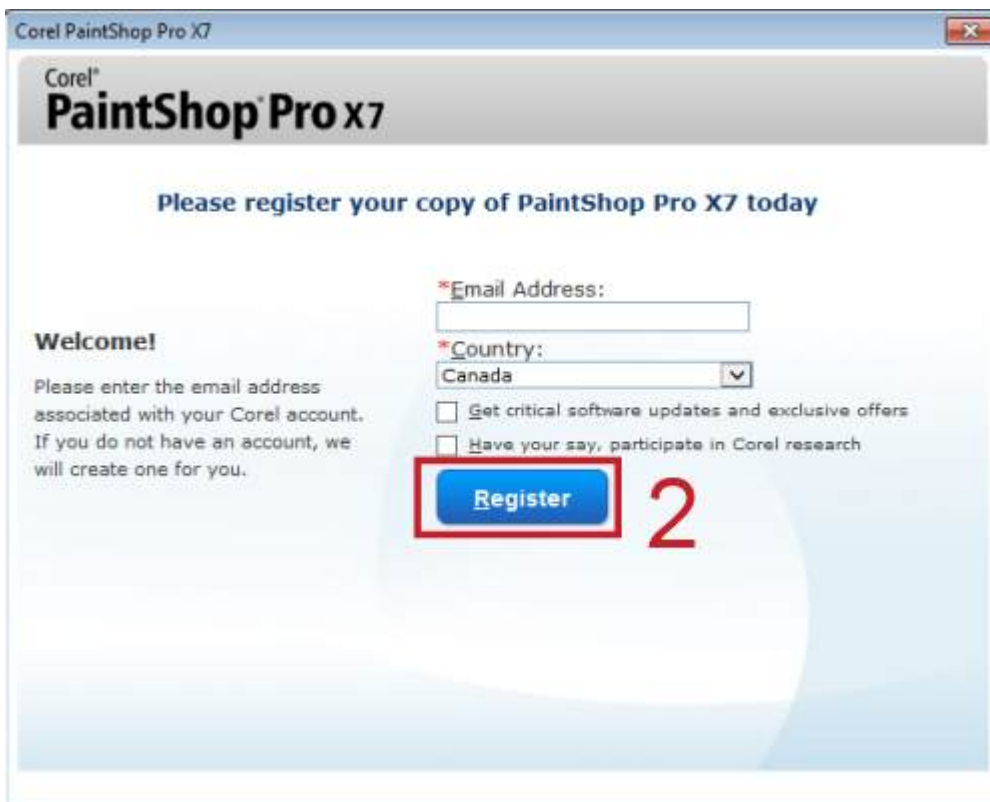 Corel PaintShop Pro X7
Corel®
PaintShop Pro X7
Please register your copy of PaintShop Pro X7 today
Welcome!
Please enter the email address
associated with your Corel account.
If you do not have an account, we
will create one for you.
*Email Address:
*Country:
Canada
Get critical software updates and exclusive offers
Have your say, participate in Corel research
Register
2